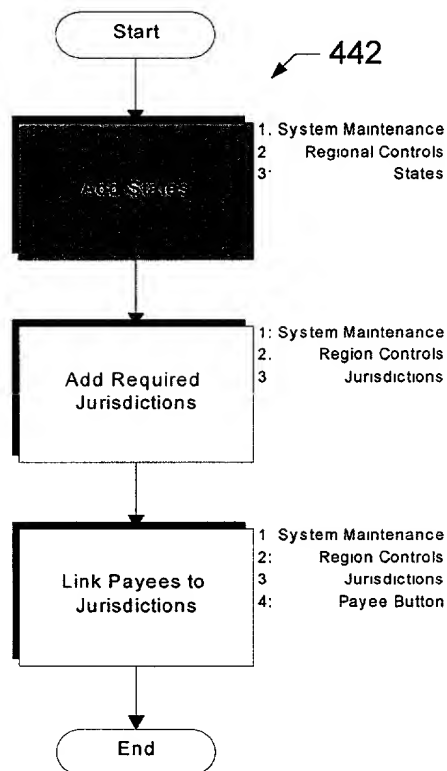 Start
442
Add States
1. System Maintenance
2 Regional Controls
3: States
Add Required
Jurisdictions
1: System Maintenance
2. Region Controls
3 Jurisdictions
Link Payees to
Jurisdictions
1 System Maintenance
2: Region Controls
3 Jurisdictions
4: Payee Button
End